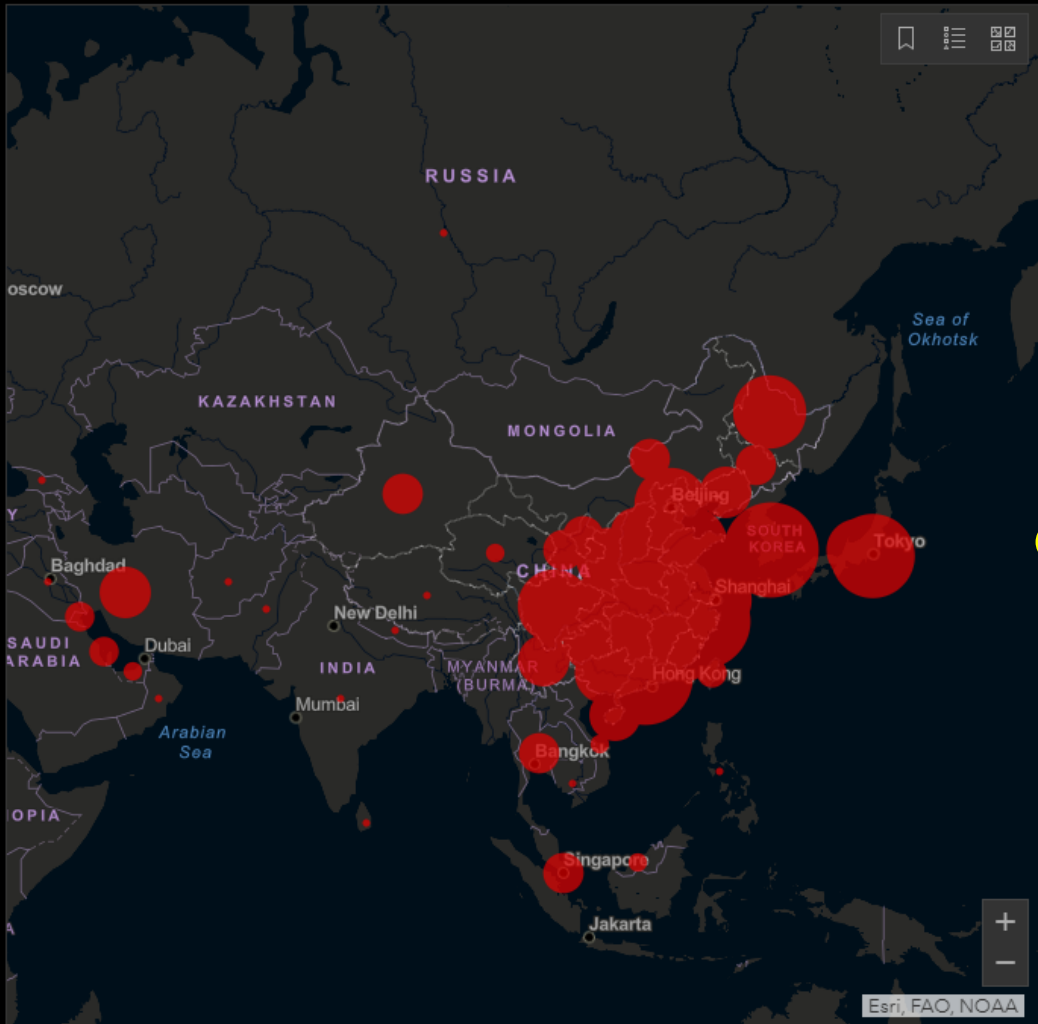 RUSSIA
oscow
Sea of
Okhotsk
KAZAKHSTAN
MONGOLIA
Beijing
Y
SOUTH
KOREA
Tokyo
Baghdad
CHINA
Shanghai
New Delhi
SAUDI
ARABIA
Dubai
INDIA
MYANMAR
(BURMA)
Hong Kong
Mumbai
Arabian
Sea
Bangkok
OPIA
Singapore
Jakarta
A
+
−
Esri, FAO, NOAA